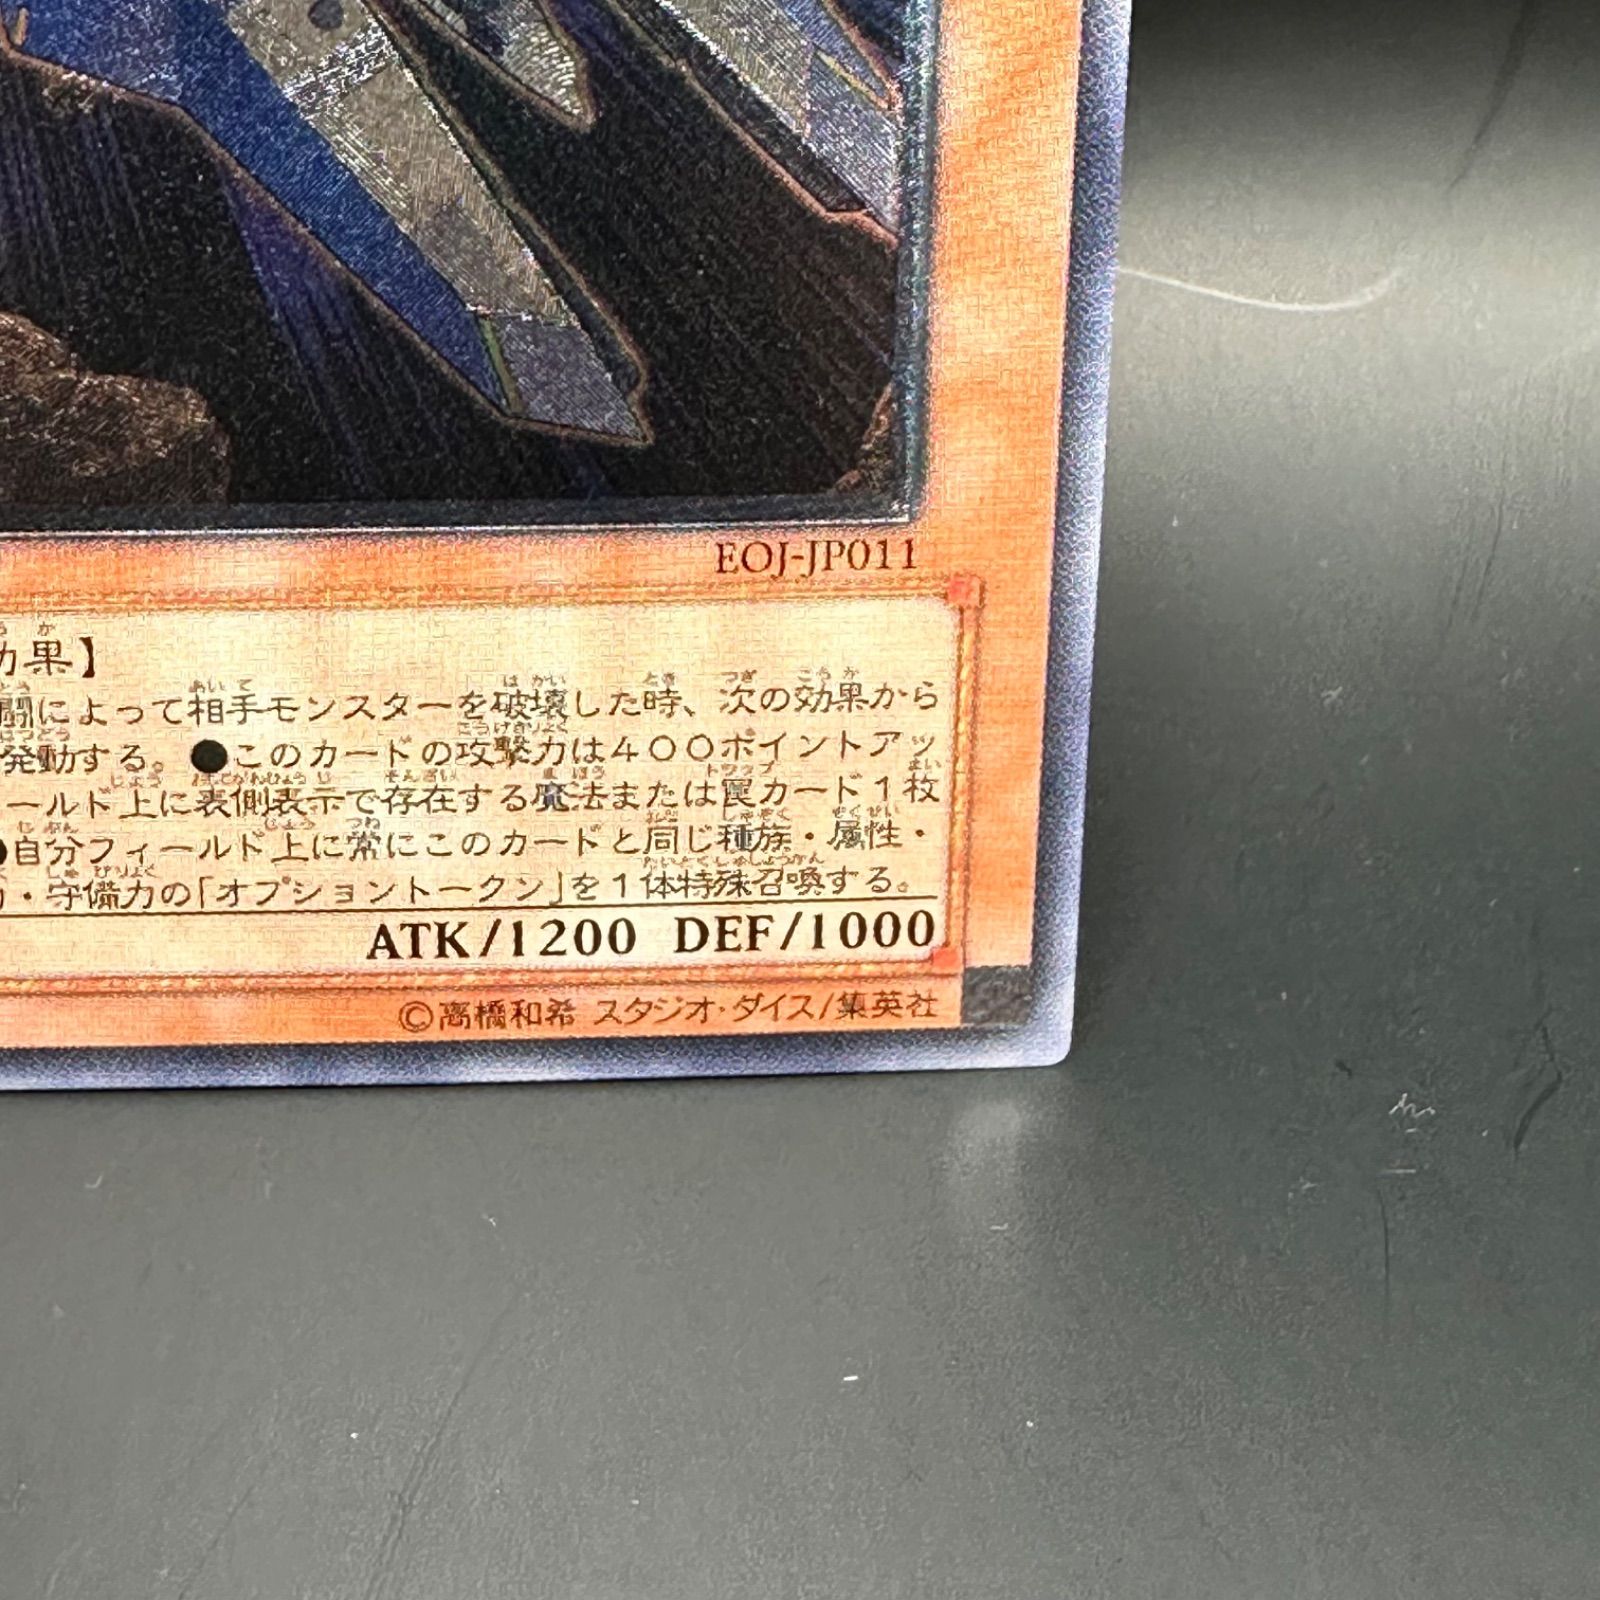 EOJ-JP011
効果】
闘によって相手モンスターを破壊した時、次の効果から
発動する。●このカードの攻撃力は400ポイントアッ
ールド上に表側表示で存在する魔法または罠カード1枚
●自分フィールド上に常にこのカードと同じ種族・属性・
・守備力の「オプショントークン」を1体特殊召喚する。
ATK/1200 DEF/1000
©高橋和希 スタジオ・ダイス/集英社